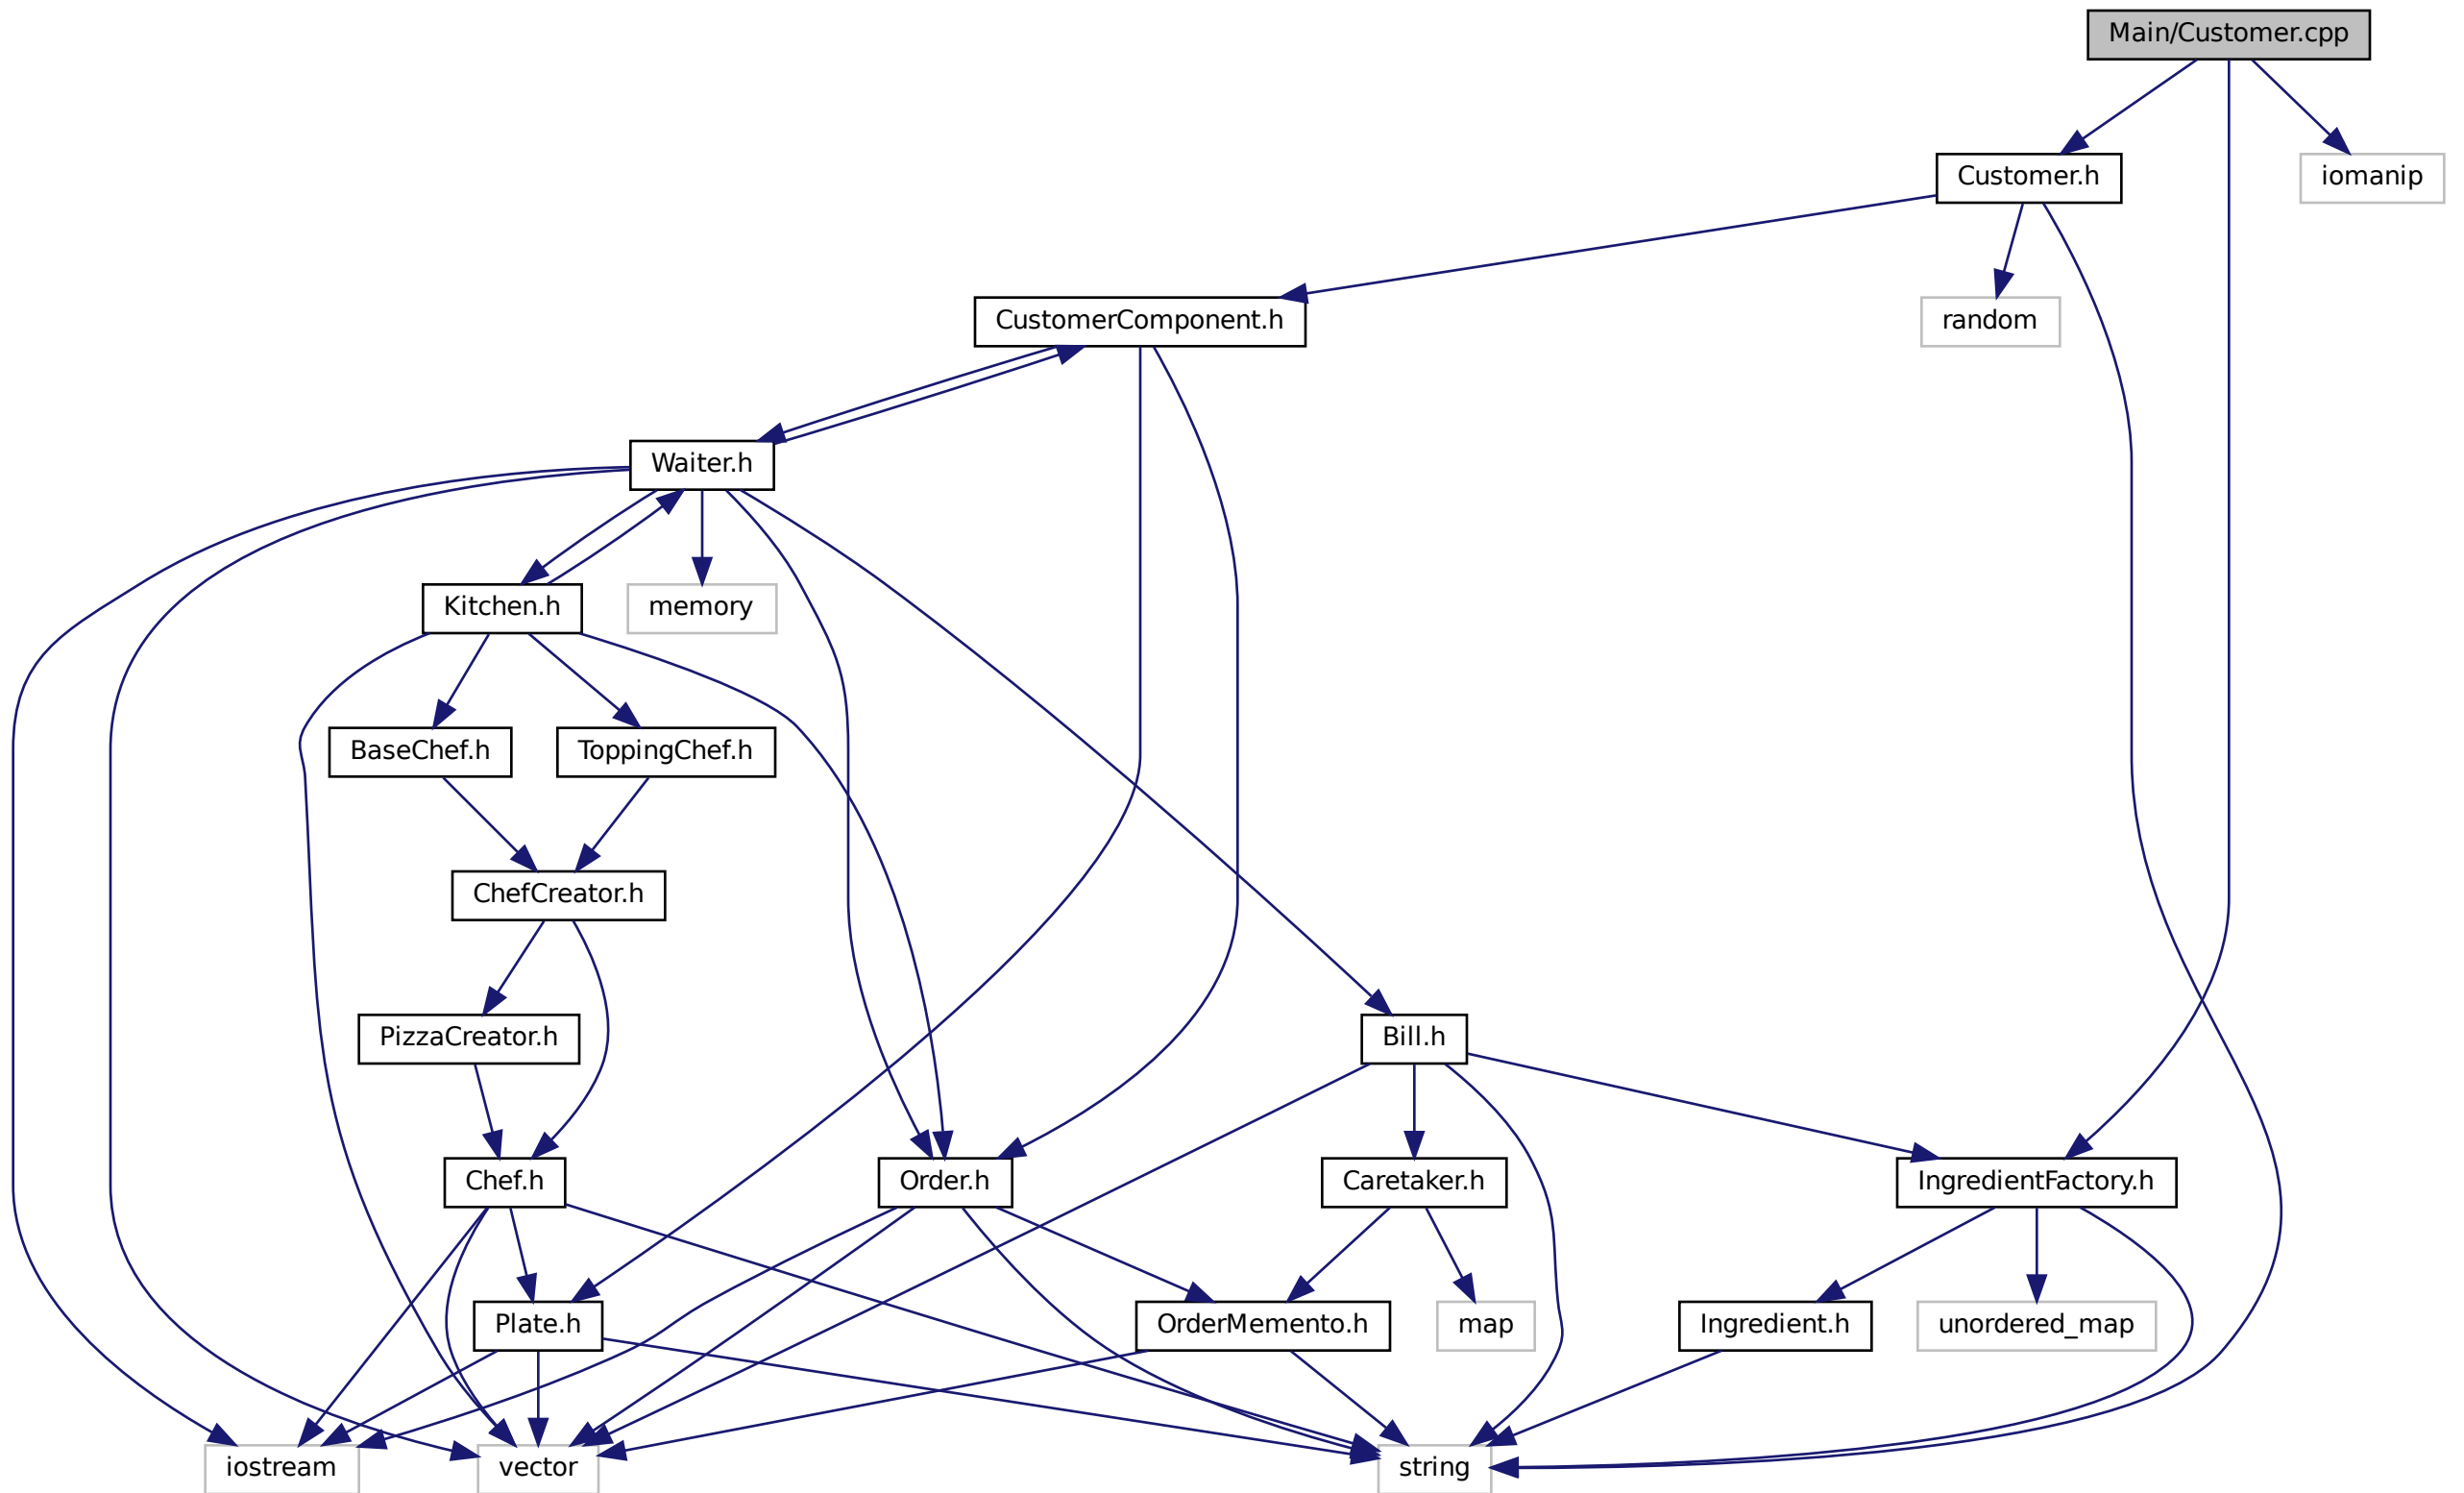 Main/Customer.cpp
Customer.h
iomanip
CustomerComponent.h
random
Waiter.h
Kitchen.h
memory
BaseChef.h
ToppingChef.h
ChefCreator.h
PizzaCreator.h
Bill.h
Chef.h
Order.h
Caretaker.h
IngredientFactory.h
Plate.h
OrderMemento.h
map
Ingredient.h
unordered_map
iostream
vector
string